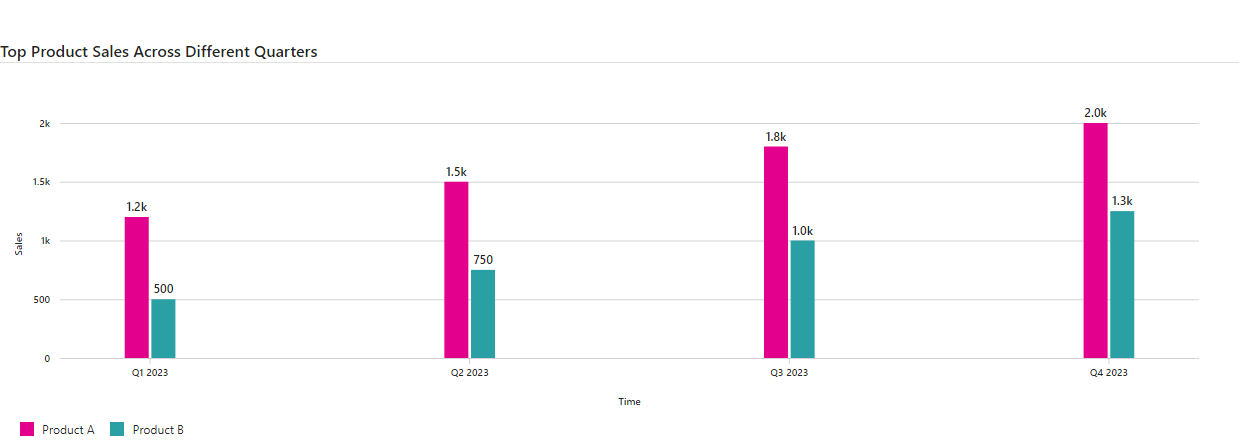 Top Product Sales Across Different Quarters
2.0k
2k
1.8k
1.5k
1.5k
1.3k
1.2k
1.0k
1k
Sales
750
500
500
0
Q1 2023 Q2 2023 Q3 2023 Q4 2023
Time
Product A Product B